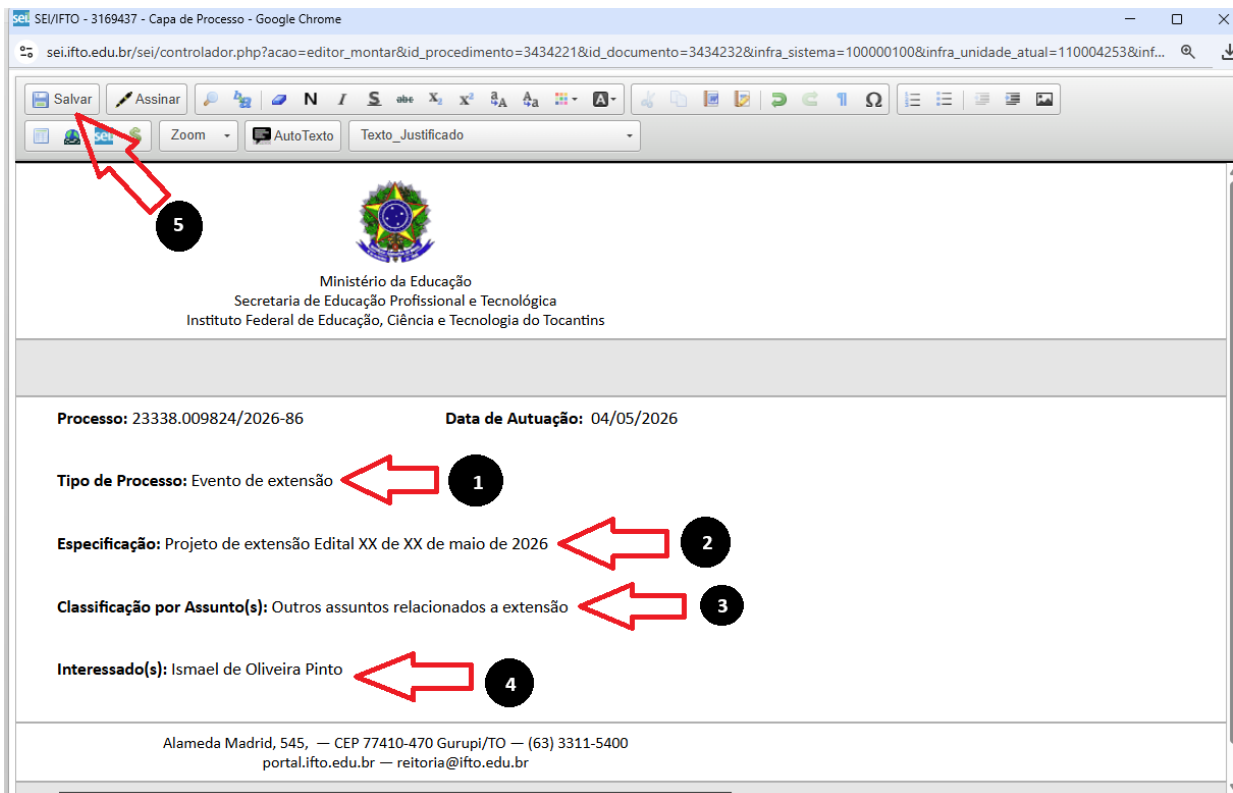 sei! SEI/IFTO - 3169437 - Capa de Processo - Google Chrome
sei.ifto.edu.br/sei/controlador.php?acao=editor_montar&id_procedimento=3434221&id_documento=3434232&infra_sistema=100000100&infra_unidade_atual=110004253&inf...
Salvar Assinar N I S abc X₂ x² A Ω
Zoom AutoTexto Texto_Justificado
5
Ministério da Educação
Secretaria de Educação Profissional e Tecnológica
Instituto Federal de Educação, Ciência e Tecnologia do Tocantins
Processo: 23338.009824/2026-86 Data de Autuação: 04/05/2026
Tipo de Processo: Evento de extensão 1
Especificação: Projeto de extensão Edital XX de XX de maio de 2026 2
Classificação por Assunto(s): Outros assuntos relacionados a extensão 3
Interessado(s): Ismael de Oliveira Pinto 4
Alameda Madrid, 545, — CEP 77410-470 Gurupi/TO — (63) 3311-5400
portal.ifto.edu.br — reitoria@ifto.edu.br